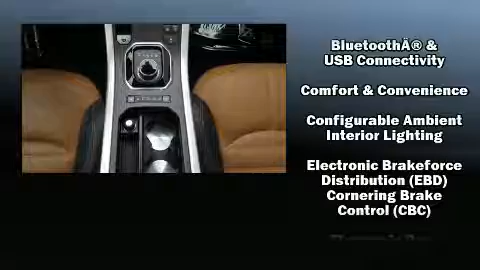 BluetoothÂ® &
USB Connectivity
Comfort & Convenience
Configurable Ambient
Interior Lighting
Electronic Brakeforce
Distribution (EBD)
Cornering Brake
Control (CBC)